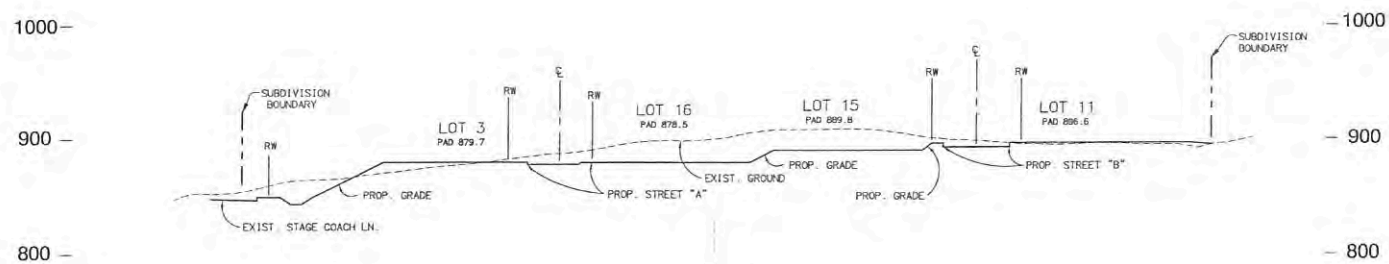 1000
1000
SUBDIVISION
BOUNDARY
℄
℄
RW
RW
RW
RW
SUBDIVISION
BOUNDARY
LOT 3
PAD 879.7
LOT 16
PAD 878.5
LOT 15
PAD 889.8
LOT 11
PAD 896.6
900
900
RW
PROP. GRADE
PROP. STREET "A"
EXIST. GROUND
PROP. GRADE
PROP. GRADE
PROP. STREET "B"
EXIST. STAGE COACH LN.
800
800